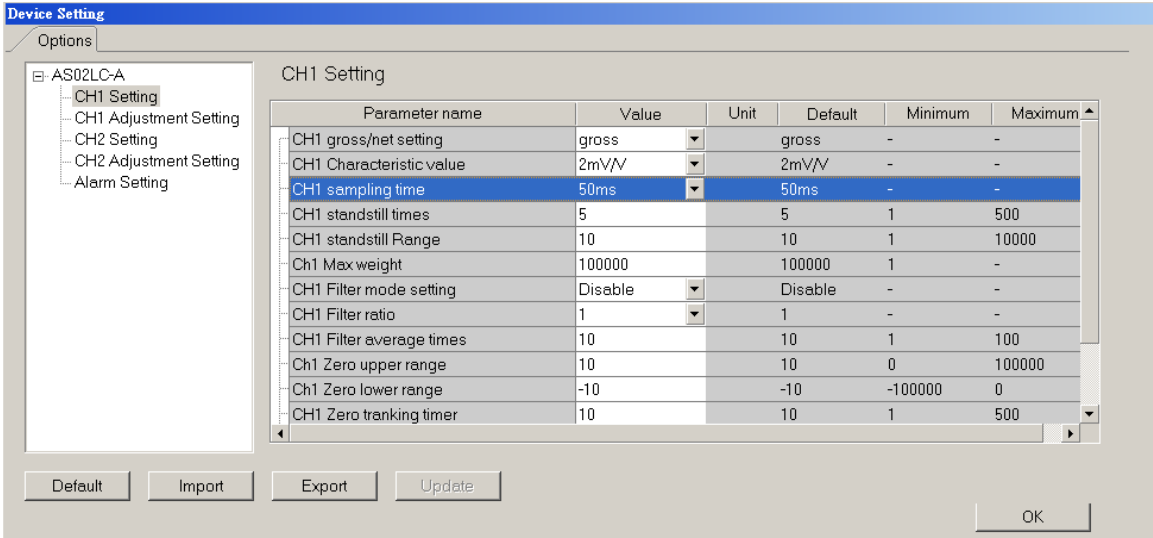 Device Setting
Options
AS02LC-A
CH1 Setting
CH1 Adjustment Setting
CH2 Setting
CH2 Adjustment Setting
Alarm Setting
CH1 Setting
Parameter name Value Unit Default Minimum Maximum
CH1 gross/net setting gross gross - -
CH1 Characteristic value 2mV/V 2mV/V - -
CH1 sampling time 50ms 50ms - -
CH1 standstill times 5 5 1 500
CH1 standstill Range 10 10 1 10000
Ch1 Max weight 100000 100000 1 -
CH1 Filter mode setting Disable Disable - -
CH1 Filter ratio 1 1 - -
CH1 Filter average times 10 10 1 100
Ch1 Zero upper range 10 10 0 100000
Ch1 Zero lower range -10 -10 -100000 0
CH1 Zero tranking timer 10 10 1 500
Default Import Export Update
OK